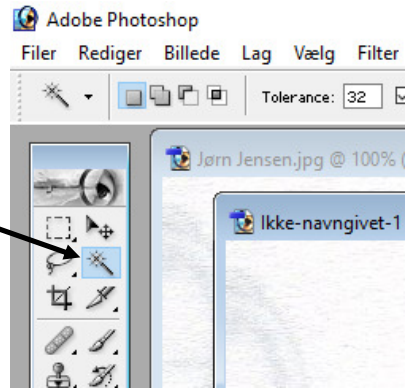 Adobe Photoshop
Filer Rediger Billede Lag Vælg Filter
Tolerance: 32
Jørn Jensen.jpg @ 100% (
Ikke-navngivet-1